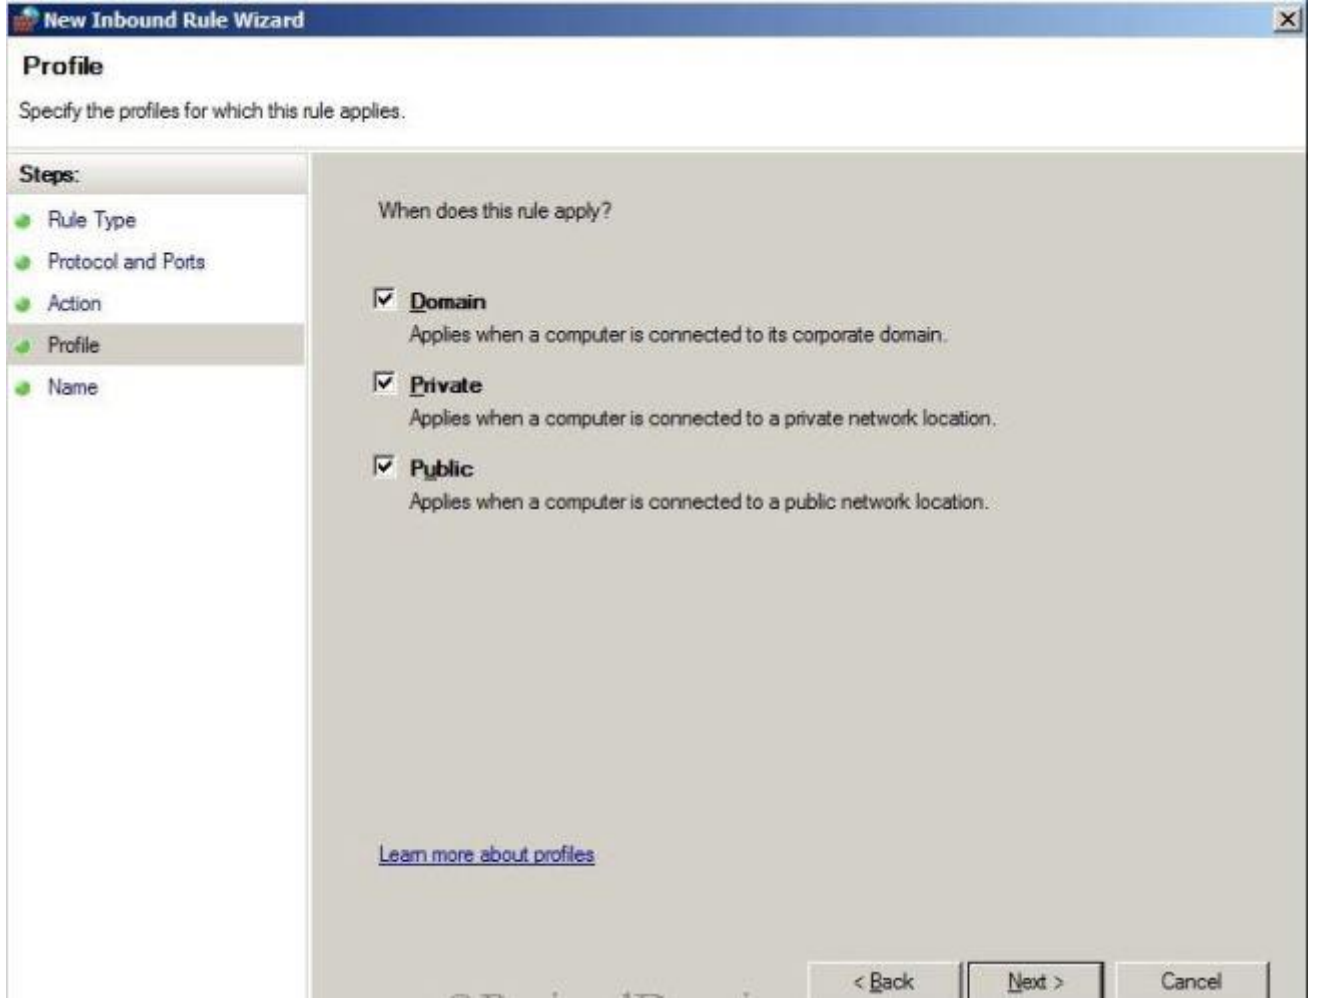 New Inbound Rule Wizard
Profile
Specify the profiles for which this rule applies.
Steps:
Rule Type
Protocol and Ports
Action
Profile
Name
When does this rule apply?
Domain
Applies when a computer is connected to its corporate domain.
Private
Applies when a computer is connected to a private network location.
Public
Applies when a computer is connected to a public network location.
Learn more about profiles
< Back
Next >
Cancel